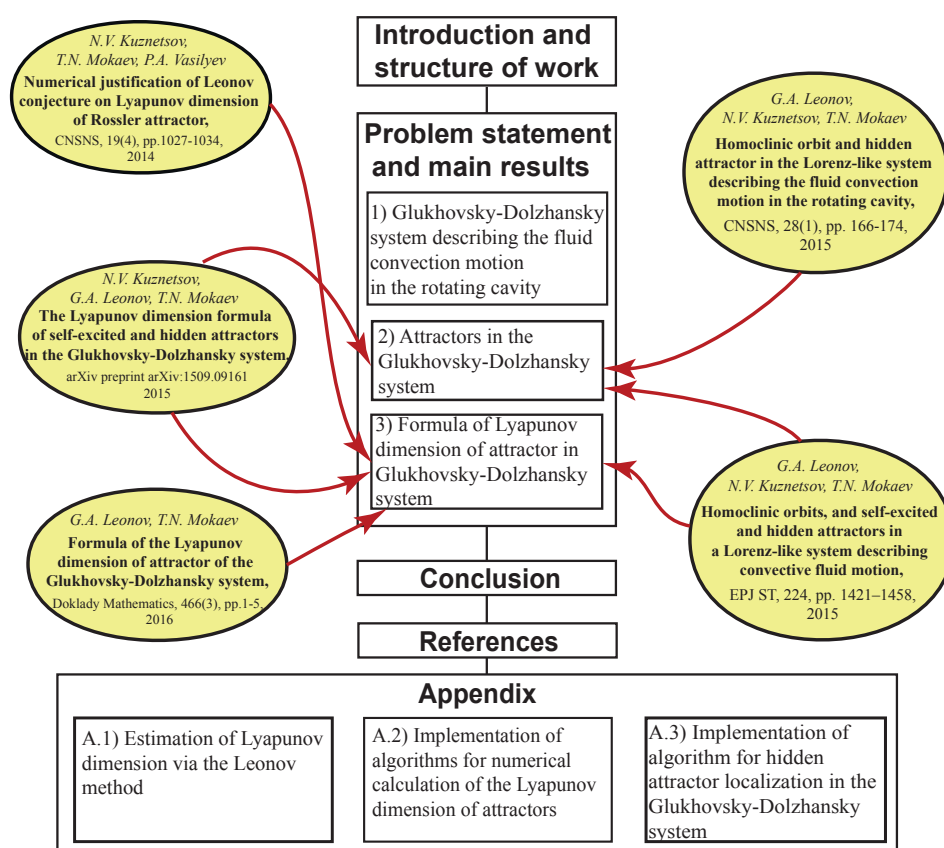 Introduction and
structure of work
N.V. Kuznetsov,
T.N. Mokaev, P.A. Vasilyev
Numerical justification of Leonov
conjecture on Lyapunov dimension
of Rossler attractor,
CNSNS, 19(4), pp.1027-1034,
2014
N.V. Kuznetsov,
G.A. Leonov, T.N. Mokaev
The Lyapunov dimension formula
of self-excited and hidden attractors
in the Glukhovsky-Dolzhansky system,
arXiv preprint arXiv:1509.09161
2015
G.A. Leonov, T.N. Mokaev
Formula of the Lyapunov
dimension of attractor of the
Glukhovsky-Dolzhansky system,
Doklady Mathematics, 466(3), pp.1-5,
2016
Problem statement
and main results
1) Glukhovsky-Dolzhansky
system describing the fluid
convection motion
in the rotating cavity
2) Attractors in the
Glukhovsky-Dolzhansky
system
3) Formula of Lyapunov
dimension of attractor in
Glukhovsky-Dolzhansky
system
G.A. Leonov,
N.V. Kuznetsov, T.N. Mokaev
Homoclinic orbit and hidden
attractor in the Lorenz-like system
describing the fluid convection
motion in the rotating cavity,
CNSNS, 28(1), pp. 166-174,
2015
G.A. Leonov,
N.V. Kuznetsov, T.N. Mokaev
Homoclinic orbits, and self-excited
and hidden attractors in
a Lorenz-like system describing
convective fluid motion,
EPJ ST, 224, pp. 1421–1458,
2015
Conclusion
References
Appendix
A.1) Estimation of Lyapunov
dimension via the Leonov
method
A.2) Implementation of
algorithms for numerical
calculation of the Lyapunov
dimension of attractors
A.3) Implementation of
algorithm for hidden
attractor localization in the
Glukhovsky-Dolzhansky
system